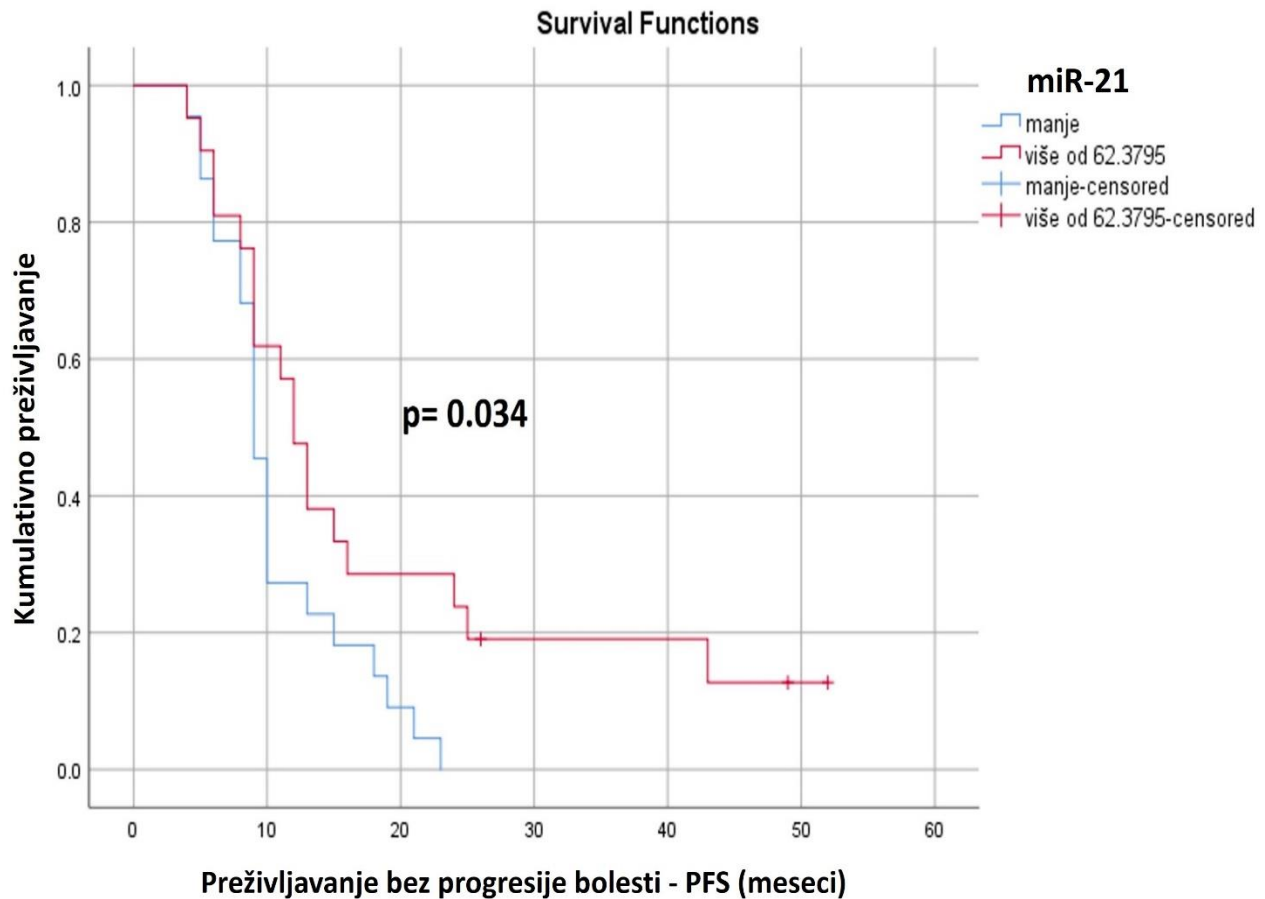 Survival Functions
miR-21
manje
više od 62.3795
manje-censored
više od 62.3795-censored
Kumulativno preživljavanje
1.0
0.8
0.6
0.4
0.2
0.0
p= 0.034
0 10 20 30 40 50 60
Preživljavanje bez progresije bolesti - PFS (meseci)